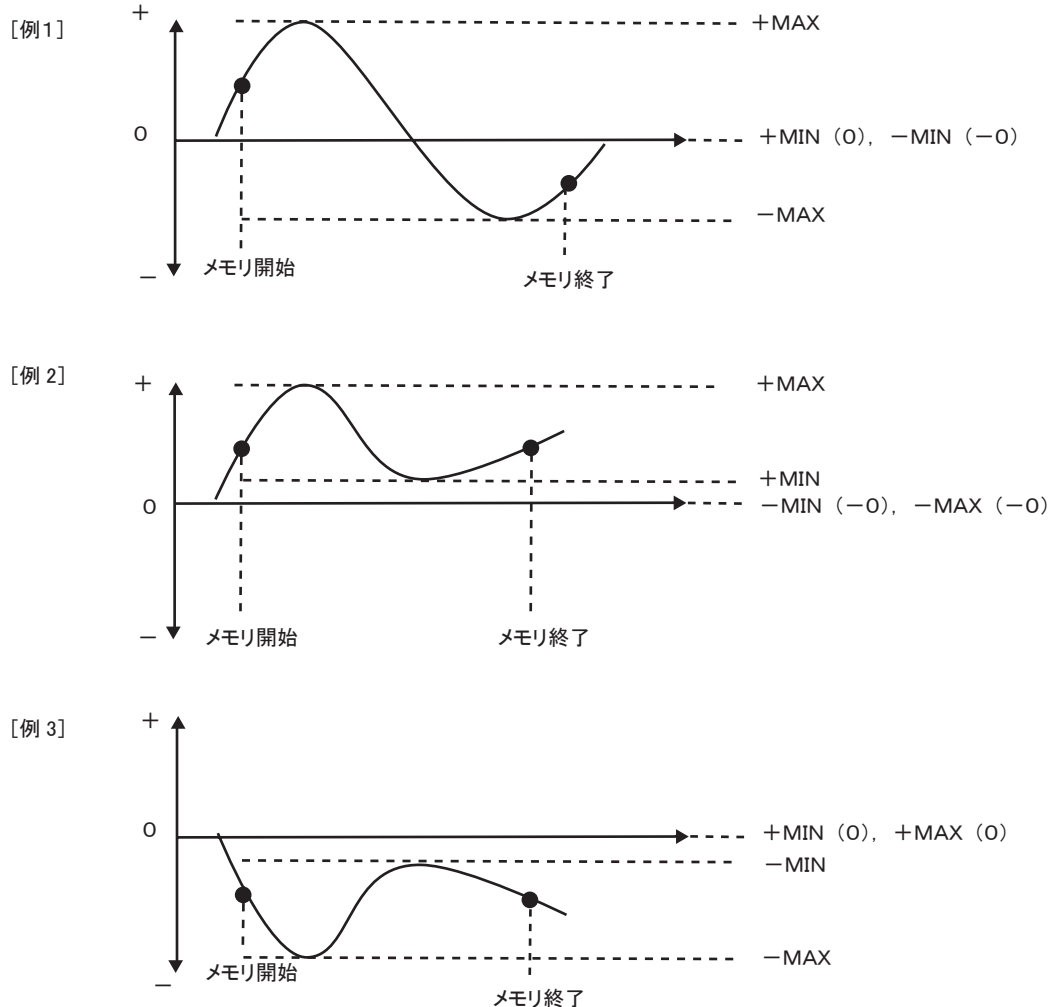 [例1]
+
+MAX
0
+MIN (0), −MIN (−0)
−MAX
−
メモリ開始
メモリ終了
[例 2]
+
+MAX
+MIN
0
−MIN (−0), −MAX (−0)
−
メモリ開始
メモリ終了
[例 3]
+
0
+MIN (0), +MAX (0)
−MIN
−MAX
−
メモリ開始
メモリ終了